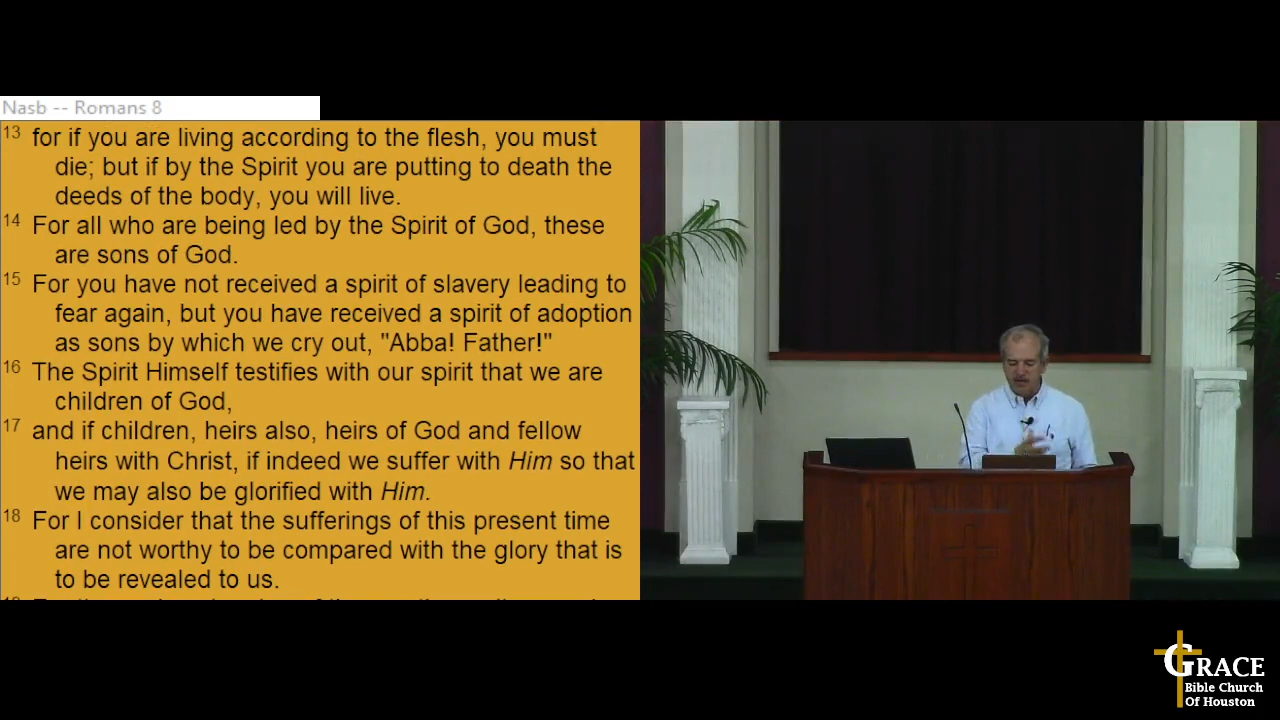 Nasb -- Romans 8
13 for if you are living according to the flesh, you must
die; but if by the Spirit you are putting to death the
deeds of the body, you will live.
14 For all who are being led by the Spirit of God, these
are sons of God.
15 For you have not received a spirit of slavery leading to
fear again, but you have received a spirit of adoption
as sons by which we cry out, "Abba! Father!"
16 The Spirit Himself testifies with our spirit that we are
children of God,
17 and if children, heirs also, heirs of God and fellow
heirs with Christ, if indeed we suffer with Him so that
we may also be glorified with Him.
18 For I consider that the sufferings of this present time
are not worthy to be compared with the glory that is
to be revealed to us.
GRACE
Bible Church
Of Houston